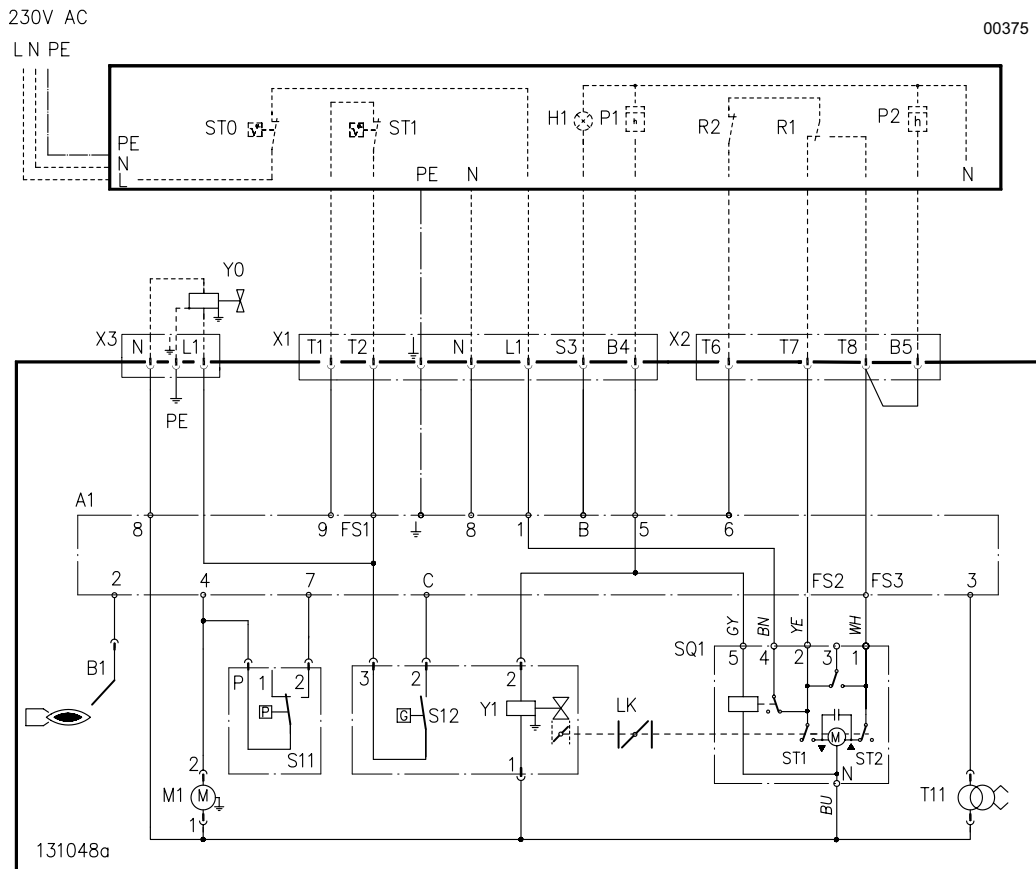 230V AC
00375
L N PE
ST0
ST1
H1
P1
h
R2
R1
P2
h
PE
N
L
PE
N
N
Y0
X3
N
L1
X1
T1
T2
N
L1
S3
B4
X2
T6
T7
T8
B5
PE
A1
8
9
FS1
8
1
B
5
6
2
4
7
C
FS2
FS3
3
GY
BN
YE
WH
B1
P
1
2
P
S11
3
2
G
S12
2
Y1
1
LK
SQ1
5
4
2
3
1
M
ST1
ST2
N
BU
2
M1
M
1
T11
131048a